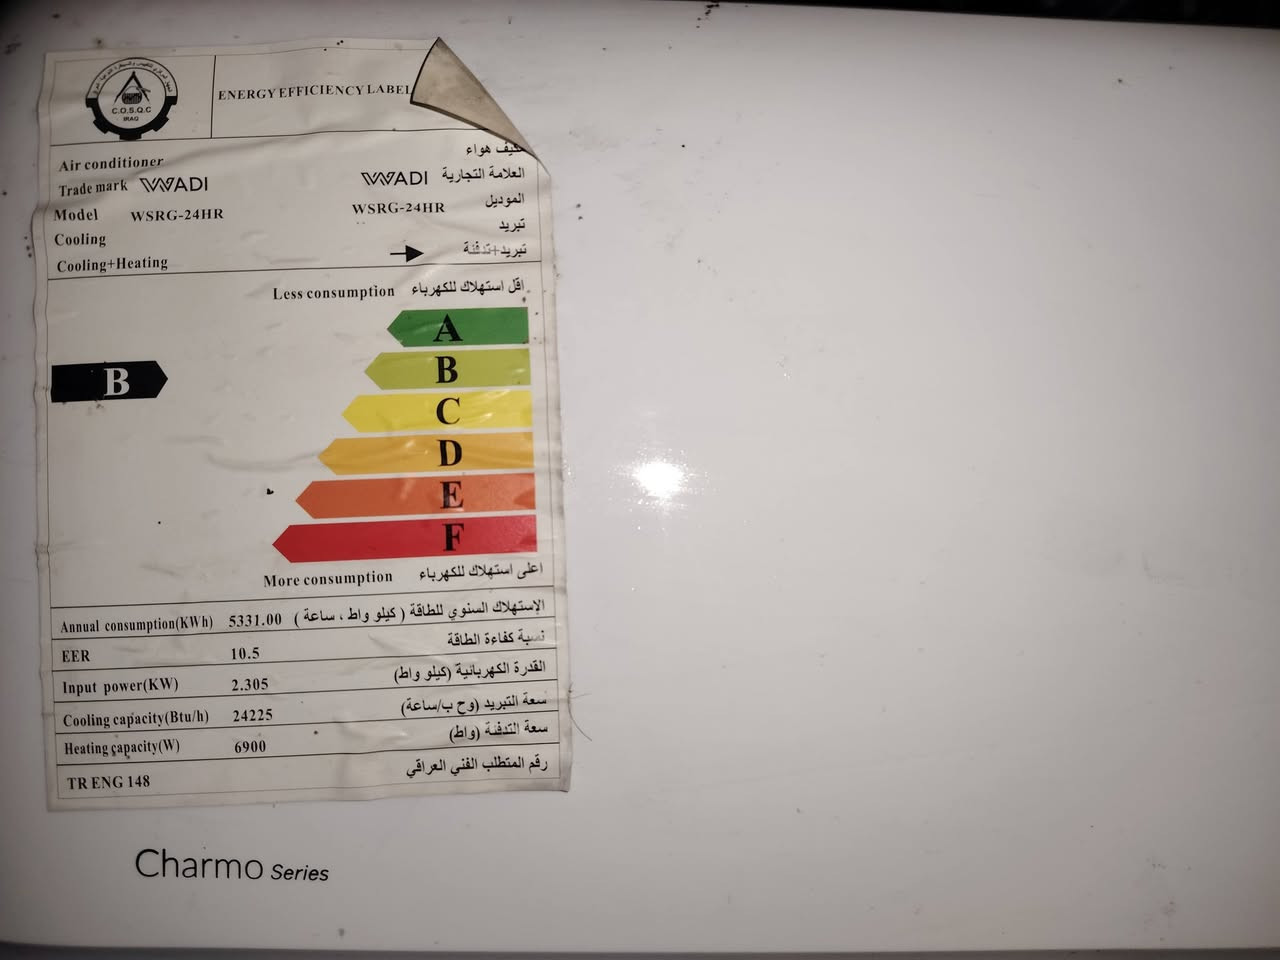 C.O.S.Q.C
IRAQ
ENERGY EFFICIENCY LABEL
Air conditioner هواء
Trade mark WADI WADI العلامة التجارية
Model WSRG-24HR WSRG-24HR الموديل
Cooling تبريد
Cooling+Heating تبريد+تدفئة
Less consumption اقل استهلاك للكهرباء
A
B B
C
D
E
F
More consumption اعلى استهلاك للكهرباء
Annual consumption(KWh) 5331.00 الإستهلاك السنوي للطاقة ( كيلو واط ، ساعة )
EER 10.5 نسبة كفاءة الطاقة
Input power(KW) 2.305 القدرة الكهربائية (كيلو واط)
Cooling capacity(Btu/h) 24225 سعة التبريد (وح ب/ساعة)
Heating capacity(W) 6900 سعة التدفئة (واط)
TR ENG 148 رقم المتطلب الفني العراقي
Charmo Series